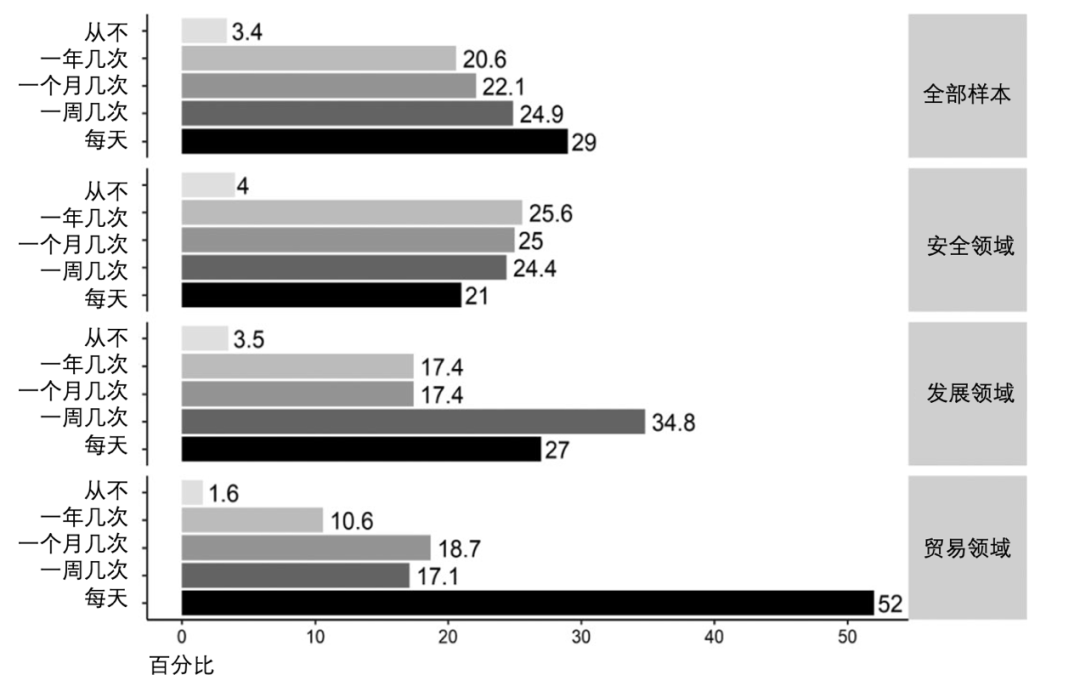 从不 3.4
一年几次 20.6
一个月几次 22.1
一周几次 24.9
每天 29
全部样本
从不 4
一年几次 25.6
一个月几次 25
一周几次 24.4
每天 21
安全领域
从不 3.5
一年几次 17.4
一个月几次 17.4
一周几次 34.8
每天 27
发展领域
从不 1.6
一年几次 10.6
一个月几次 18.7
一周几次 17.1
每天 52
贸易领域
0 10 20 30 40 50
百分比